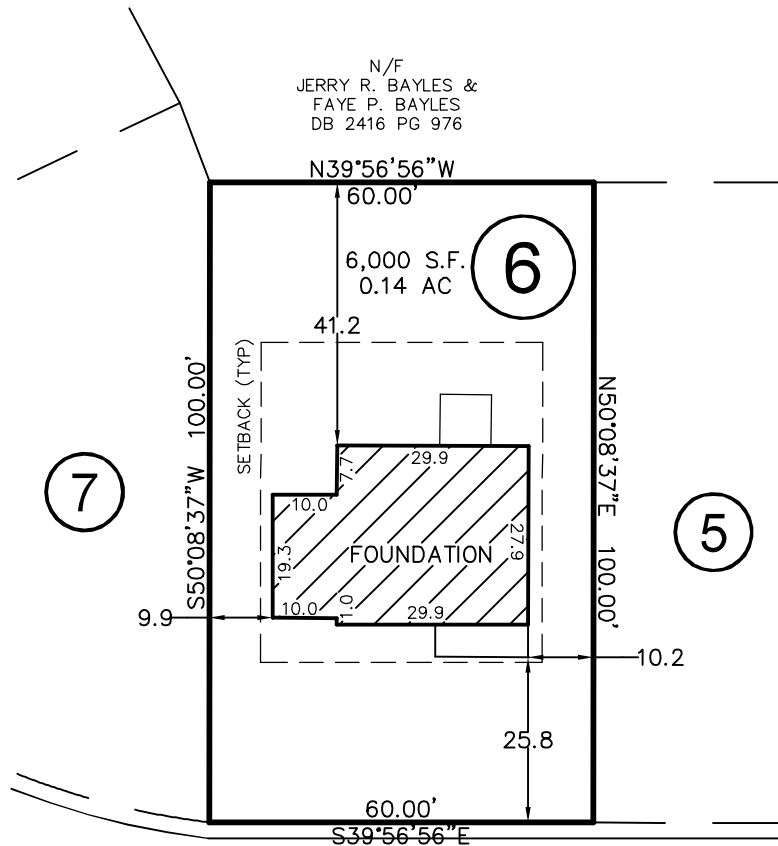 N/F
JERRY R. BAYLES &
FAYE P. BAYLES
DB 2416 PG 976
N39°56'56"W
60.00'
6,000 S.F.
0.14 AC
6
41.2
SETBACK (TYP)
S50°08'37"W 100.00'
N50°08'37"E 100.00'
7
5
29.9
7.7
10.0
19.3
FOUNDATION
27.9
10.0
1.0
29.9
9.9
10.2
25.8
60.00'
S39°56'56"E